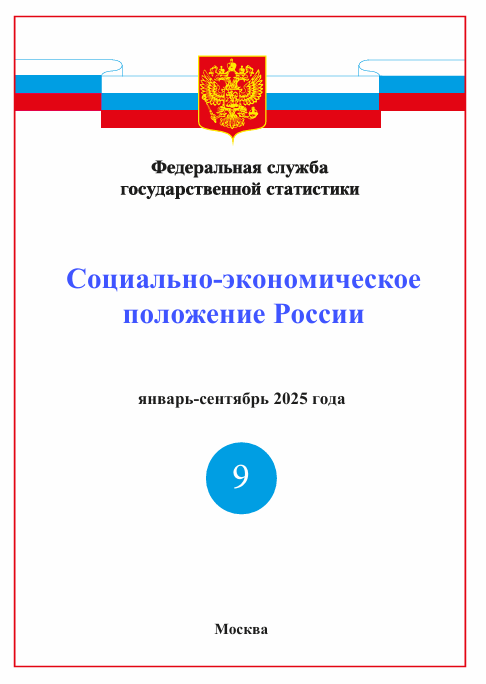 Федеральная служба
государственной статистики
Социально-экономическое
положение России
январь-сентябрь 2025 года
9
Москва